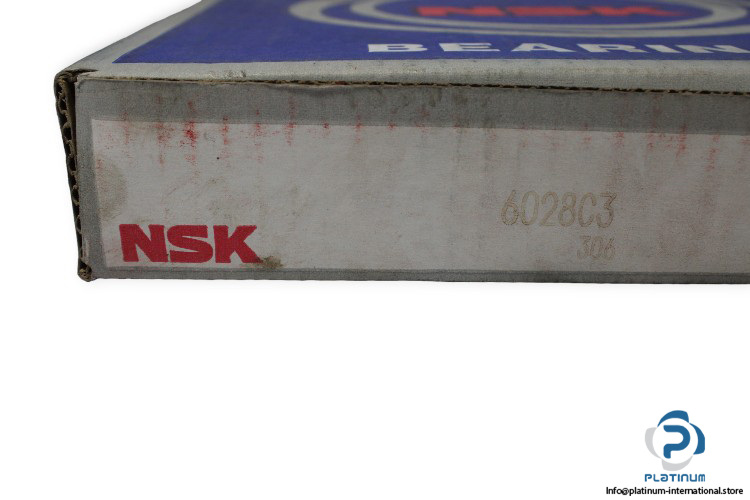 NSK
BEARIN
6028C3
306
NSK
PLATINUM
Info@platinum-international.store